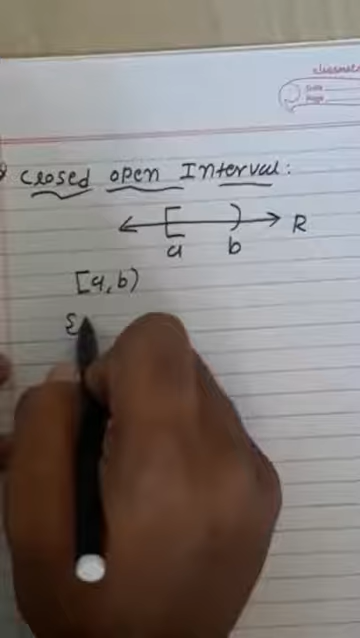 closed open Interval:
R
a b
[a,b)
{